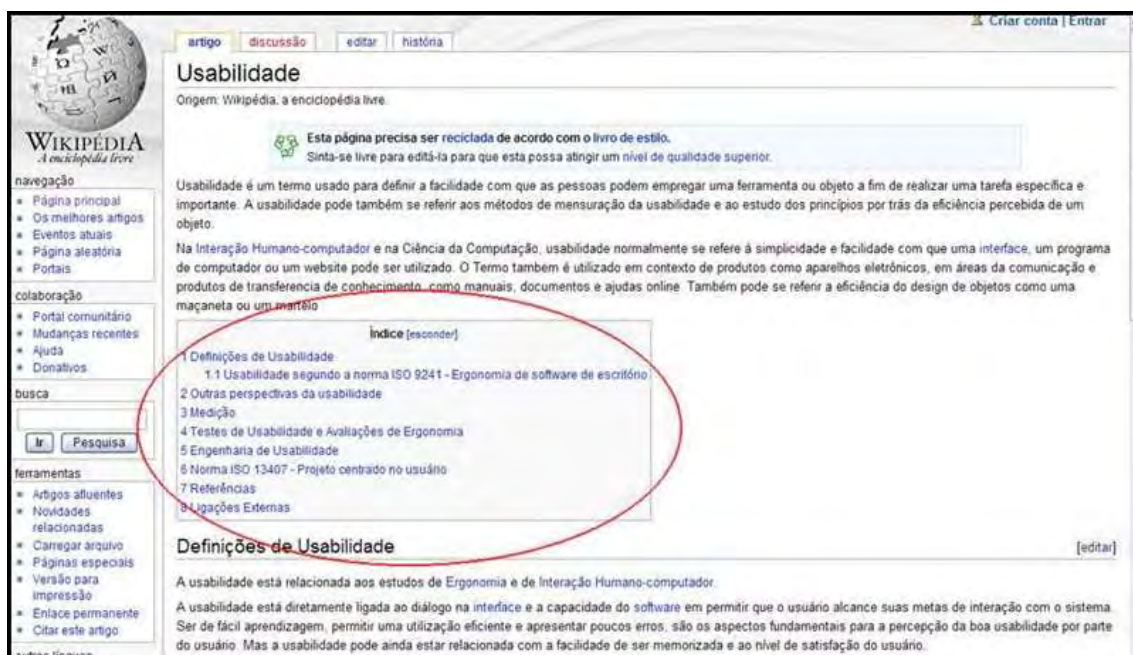 Criar conta | Entrar
artigo discussão editar história
WIKIPÉDIA
A enciclopédia livre
navegação
Página principal
Os melhores artigos
Eventos atuais
Página aleatória
Portais
colaboração
Portal comunitário
Mudanças recentes
Ajuda
Donativos
busca
Ir Pesquisa
ferramentas
Artigos afluentes
Novidades
relacionadas
Carregar arquivo
Páginas especiais
Versão para
impressão
Enlace permanente
Citar este artigo
outras línguas
Usabilidade
Origem: Wikipédia, a enciclopédia livre.
Esta página precisa ser reciclada de acordo com o livro de estilo.
Sinta-se livre para editá-la para que esta possa atingir um nível de qualidade superior.
Usabilidade é um termo usado para definir a facilidade com que as pessoas podem empregar uma ferramenta ou objeto a fim de realizar uma tarefa específica e
importante. A usabilidade pode também se referir aos métodos de mensuração da usabilidade e ao estudo dos princípios por trás da eficiência percebida de um
objeto.
Na Interação Humano-computador e na Ciência da Computação, usabilidade normalmente se refere à simplicidade e facilidade com que uma interface, um programa
de computador ou um website pode ser utilizado. O Termo tambem é utilizado em contexto de produtos como aparelhos eletrônicos, em áreas da comunicação e
produtos de transferencia de conhecimento, como manuais, documentos e ajudas online. Também pode se referir a eficiência do design de objetos como uma
maçaneta ou um martelo
Índice [esconder]
1 Definições de Usabilidade
1.1 Usabilidade segundo a norma ISO 9241 - Ergonomia de software de escritório
2 Outras perspectivas da usabilidade
3 Medição
4 Testes de Usabilidade e Avaliações de Ergonomia
5 Engenharia de Usabilidade
6 Norma ISO 13407 - Projeto centrado no usuário
7 Referências
8 Ligações Externas
Definições de Usabilidade [editar]
A usabilidade está relacionada aos estudos de Ergonomia e de Interação Humano-computador.
A usabilidade está diretamente ligada ao diálogo na interface e a capacidade do software em permitir que o usuário alcance suas metas de interação com o sistema.
Ser de fácil aprendizagem, permitir uma utilização eficiente e apresentar poucos erros, são os aspectos fundamentais para a percepção da boa usabilidade por parte
do usuário. Mas a usabilidade pode ainda estar relacionada com a facilidade de ser memorizada e ao nível de satisfação do usuário.